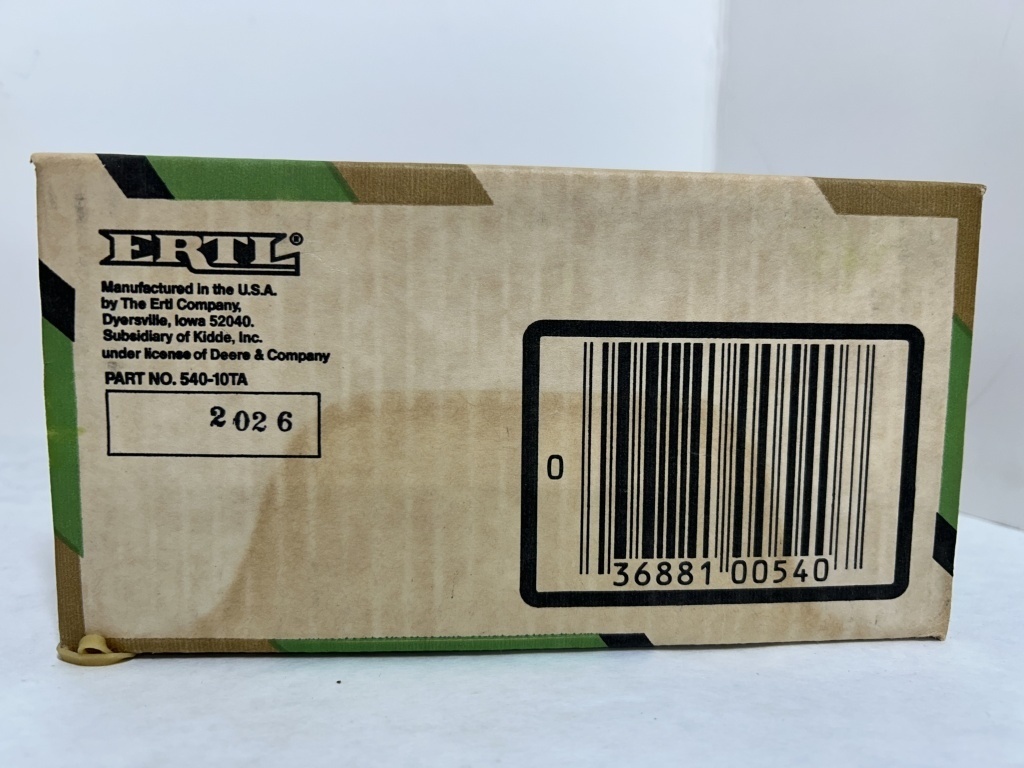 ERTL®
Manufactured in the U.S.A.
by The Ertl Company,
Dyersville, Iowa 52040.
Subsidiary of Kidde, Inc.
under license of Deere & Company
PART NO. 540-10TA
2026
0
36881 00540